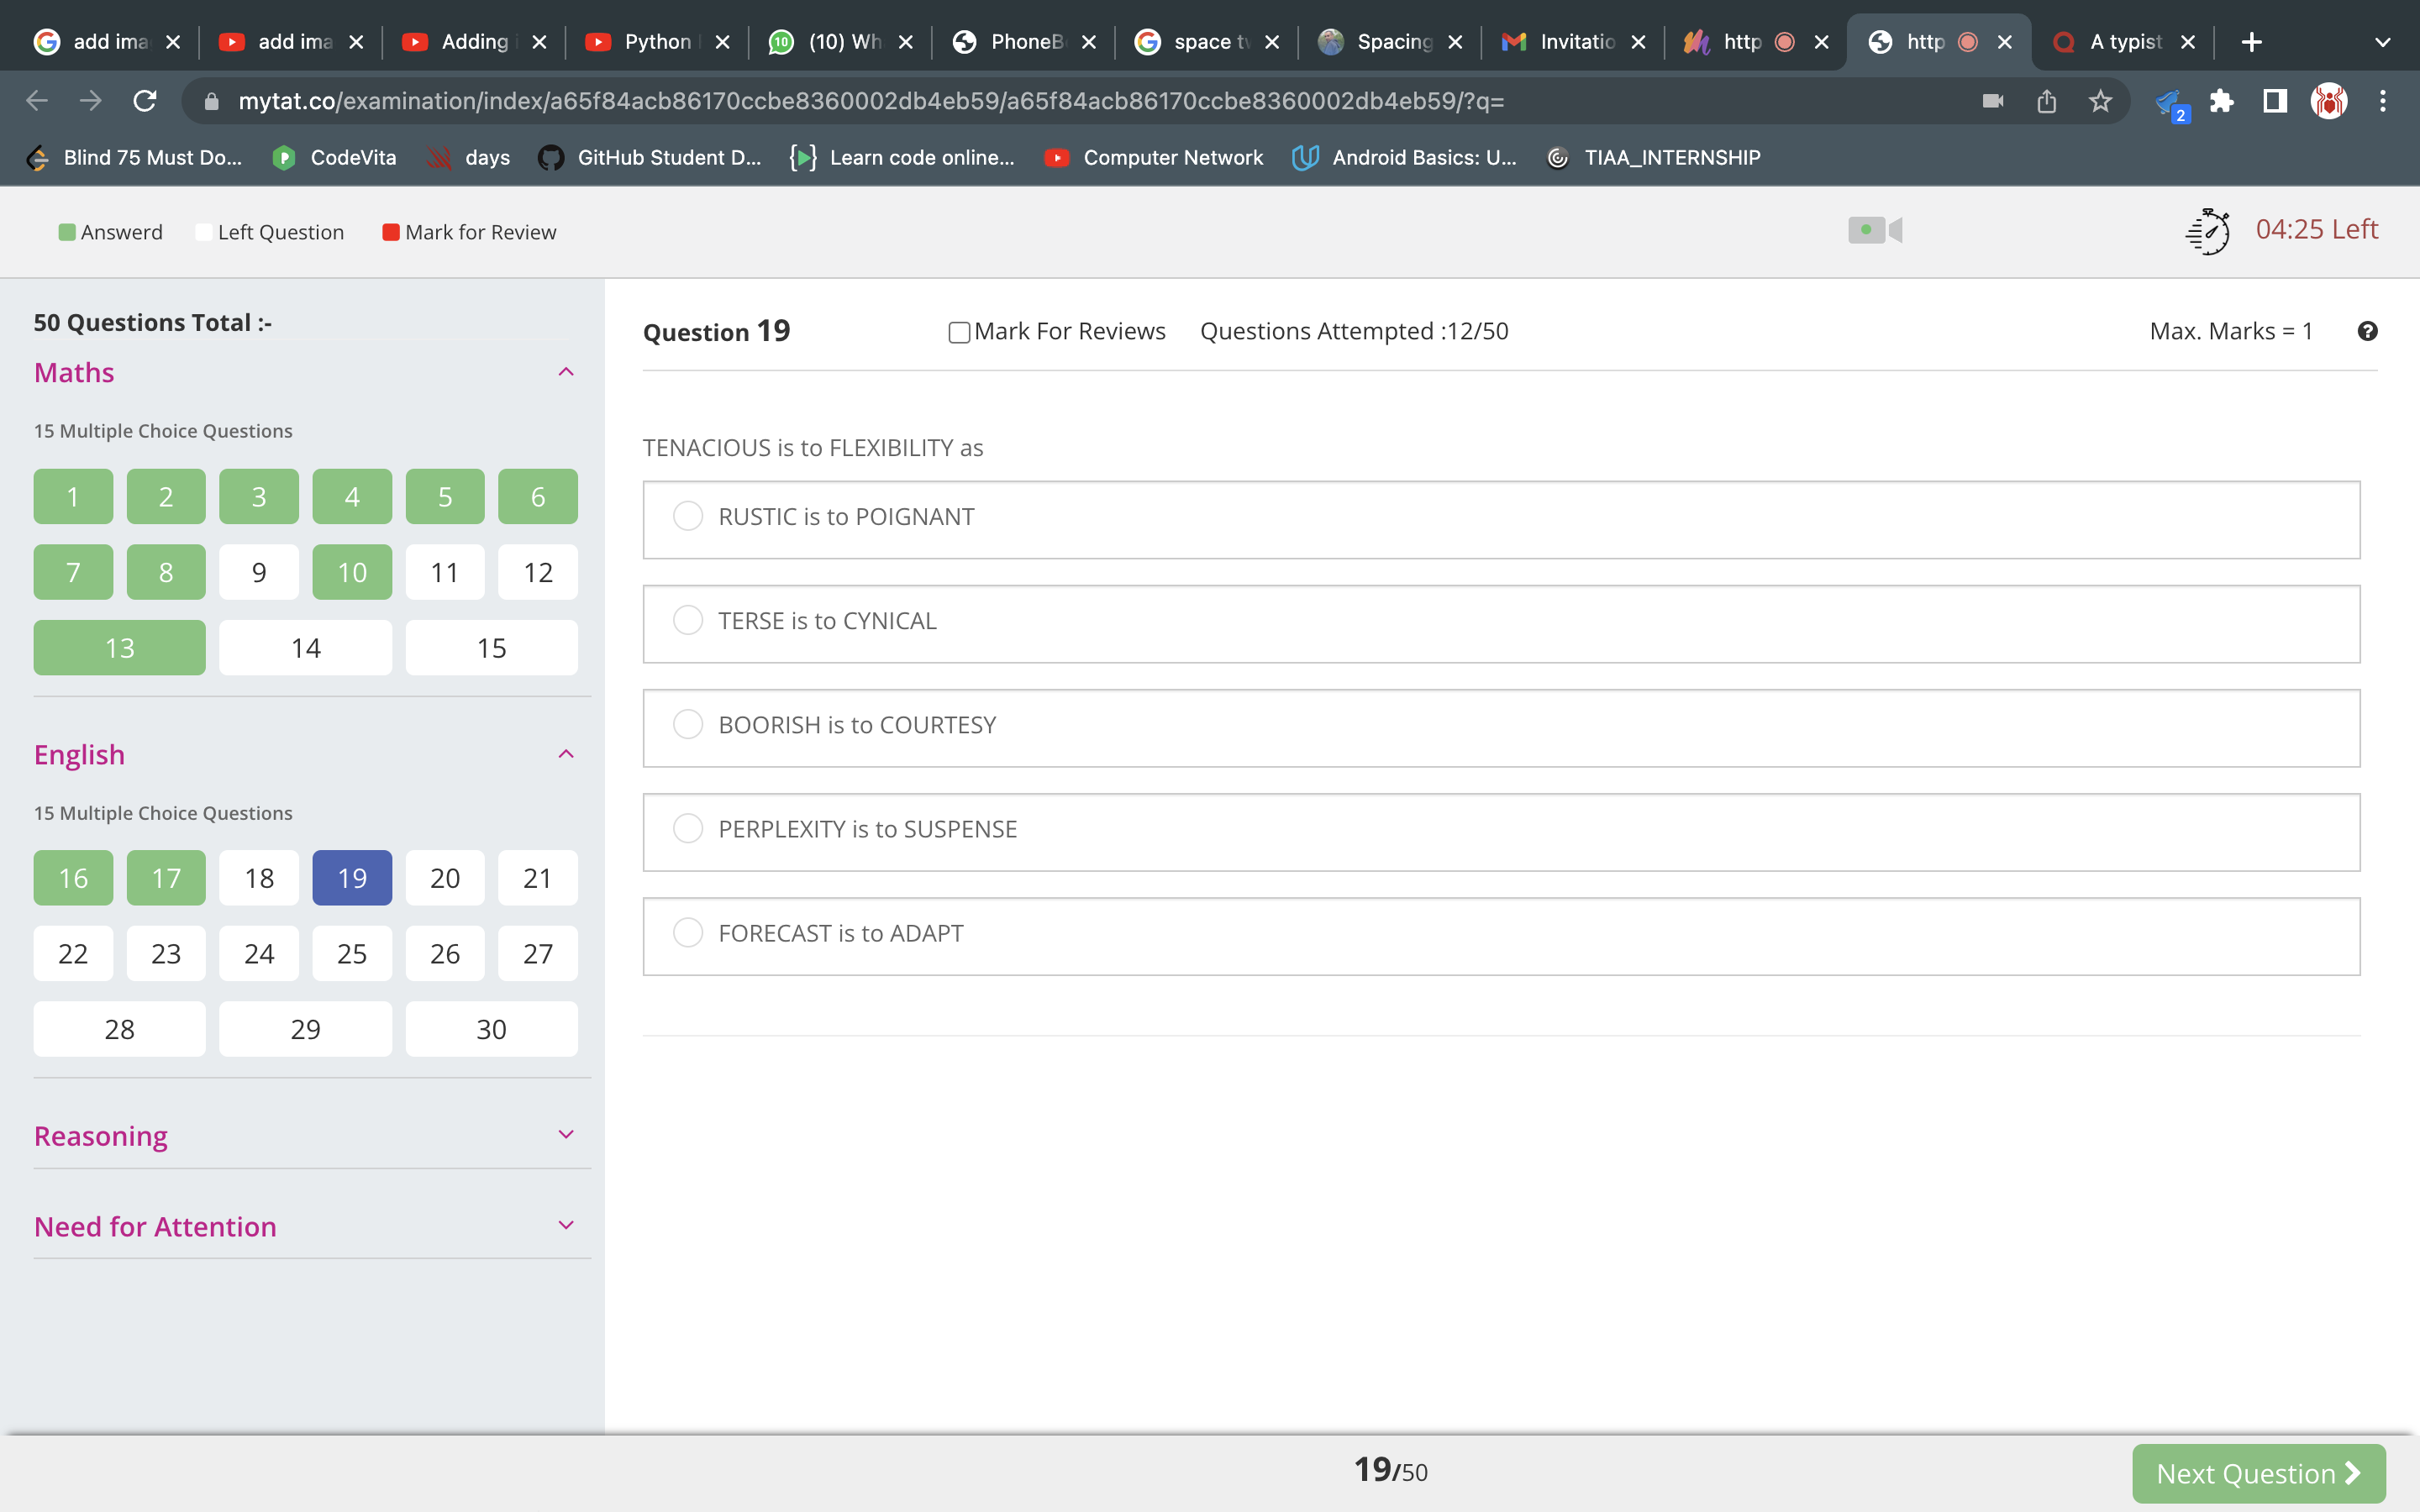 add ima
add ima
Adding
Python
10
(10) Wh
PhoneB
space tw
Spacing
Invitatio
http
http
A typist
mytat.co/examination/index/a65f84acb86170ccbe8360002db4eb59/a65f84acb86170ccbe8360002db4eb59/?q=
2
Blind 75 Must Do...
CodeVita
days
GitHub Student D...
Learn code online...
Computer Network
Android Basics: U...
TIAA_INTERNSHIP
Answerd
Left Question
Mark for Review
04:25 Left
50 Questions Total :-
Maths
15 Multiple Choice Questions
1 2 3 4 5 6
7 8 9 10 11 12
13 14 15
English
15 Multiple Choice Questions
16 17 18 19 20 21
22 23 24 25 26 27
28 29 30
Reasoning
Need for Attention
Question 19
Mark For Reviews
Questions Attempted :12/50
Max. Marks = 1
TENACIOUS is to FLEXIBILITY as
RUSTIC is to POIGNANT
TERSE is to CYNICAL
BOORISH is to COURTESY
PERPLEXITY is to SUSPENSE
FORECAST is to ADAPT
19/50
Next Question